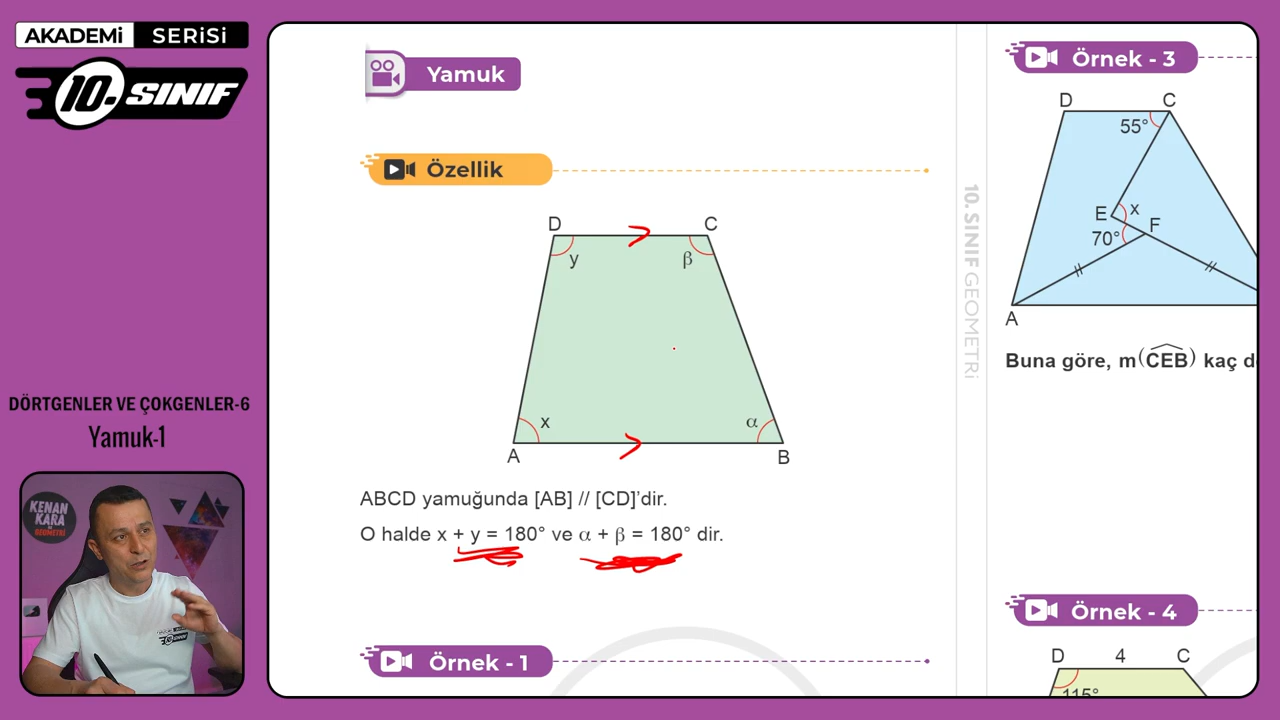 AKADEMİ SERİSİ
10. SINIF
DÖRTGENLER VE ÇOKGENLER-6
Yamuk-1
KENAN
KARA
GEOMETRİ
Yamuk
Özellik
D
C
y
β
x
α
A
B
ABCD yamuğunda [AB] // [CD]'dir.
O halde x + y = 180° ve α + β = 180° dir.
Örnek - 1
10. SINIF GEOMETRİ
Örnek - 3
D
C
55°
E
x
F
70°
A
Buna göre, m(CEB) kaç
Örnek - 4
D
4
C
115°